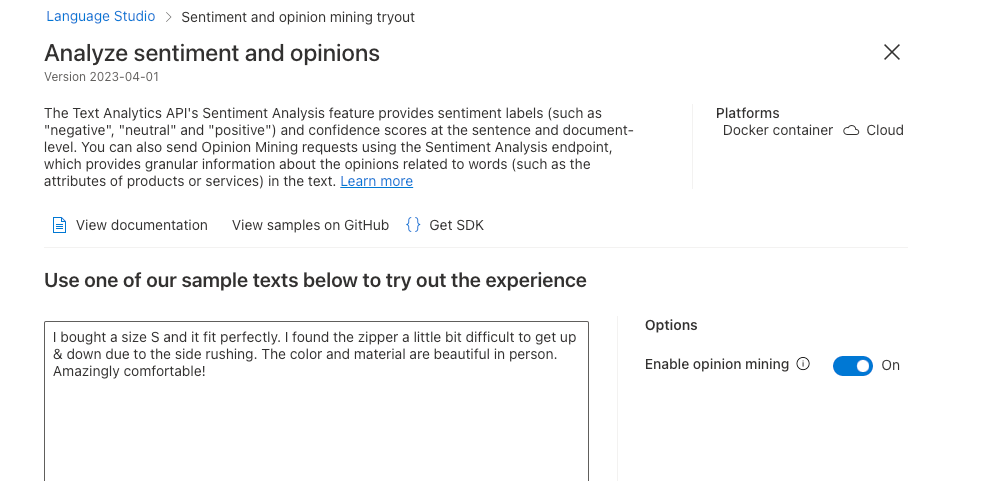 Language Studio > Sentiment and opinion mining tryout
Analyze sentiment and opinions
Version 2023-04-01
The Text Analytics API's Sentiment Analysis feature provides sentiment labels (such as
"negative", "neutral" and "positive") and confidence scores at the sentence and document-
level. You can also send Opinion Mining requests using the Sentiment Analysis endpoint,
which provides granular information about the opinions related to words (such as the
attributes of products or services) in the text. Learn more
Platforms
Docker container Cloud
View documentation View samples on GitHub {} Get SDK
Use one of our sample texts below to try out the experience
I bought a size S and it fit perfectly. I found the zipper a little bit difficult to get up
& down due to the side rushing. The color and material are beautiful in person.
Amazingly comfortable!
Options
Enable opinion mining On